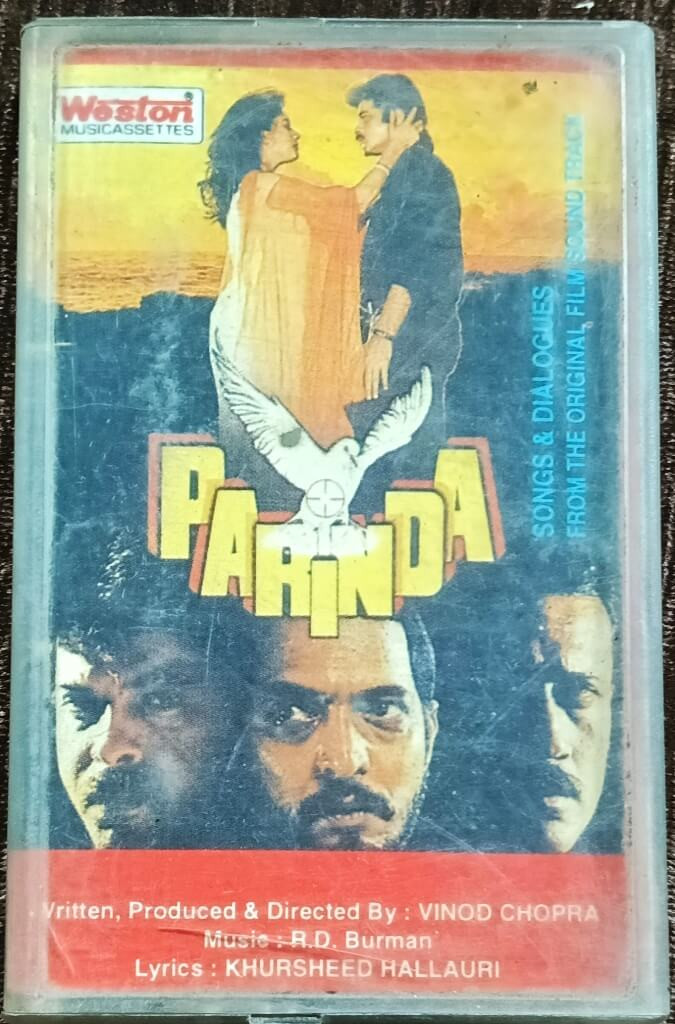 Weston
MUSICASSETTES
SONGS & DIALOGUES
FROM THE ORIGINAL FILM SOUND TRACK
PARINDA
Written, Produced & Directed By : VINOD CHOPRA
Music : R.D. Burman
Lyrics : KHURSHEED HALLAURI